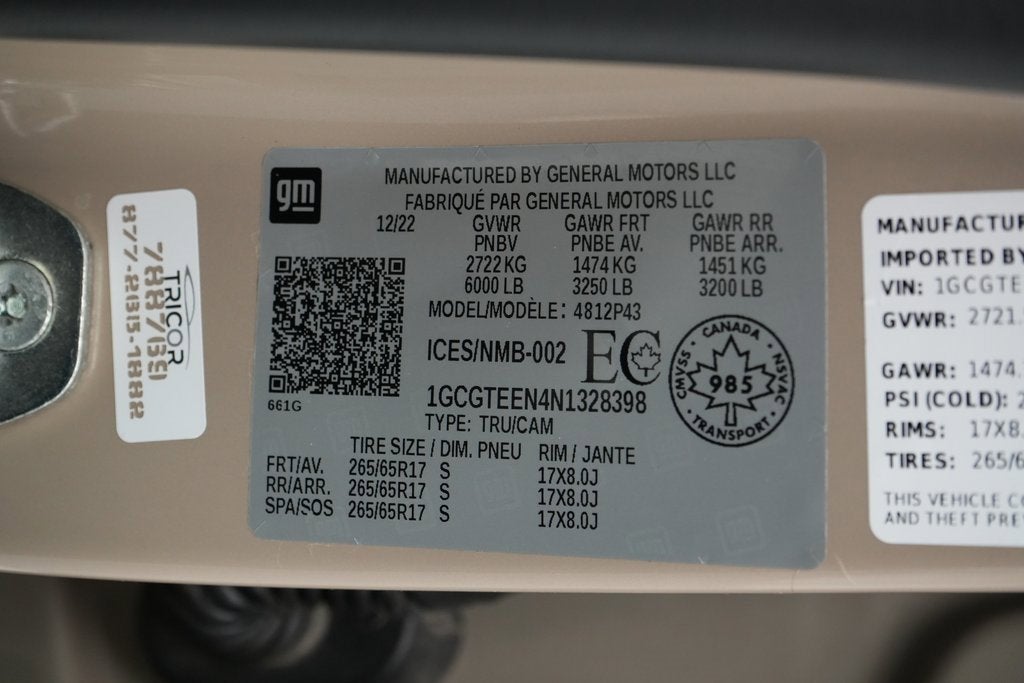 TRICOR
788739
877-2135-1882
gm
MANUFACTURED BY GENERAL MOTORS LLC
FABRIQUÉ PAR GENERAL MOTORS LLC
12/22 GVWR GAWR FRT GAWR RR
PNBV PNBE AV. PNBE ARR.
2722 KG 1474 KG 1451 KG
6000 LB 3250 LB 3200 LB
MODEL/MODÈLE: 4812P43
ICES/NMB-002 EC
661G
1GCGTEEN4N1328398
TYPE: TRU/CAM
CANADA
CMVSS 985 NSVAC
TRANSPORT
TIRE SIZE / DIM. PNEU RIM / JANTE
FRT/AV. 265/65R17 S 17X8.0J
RR/ARR. 265/65R17 S 17X8.0J
SPA/SOS 265/65R17 S 17X8.0J
MANUFACTUR
IMPORTED BY
VIN: 1GCGTE
GVWR: 2721.
GAWR: 1474.
PSI (COLD): 2
RIMS: 17X8.
TIRES: 265/6
THIS VEHICLE CO
AND THEFT PREV